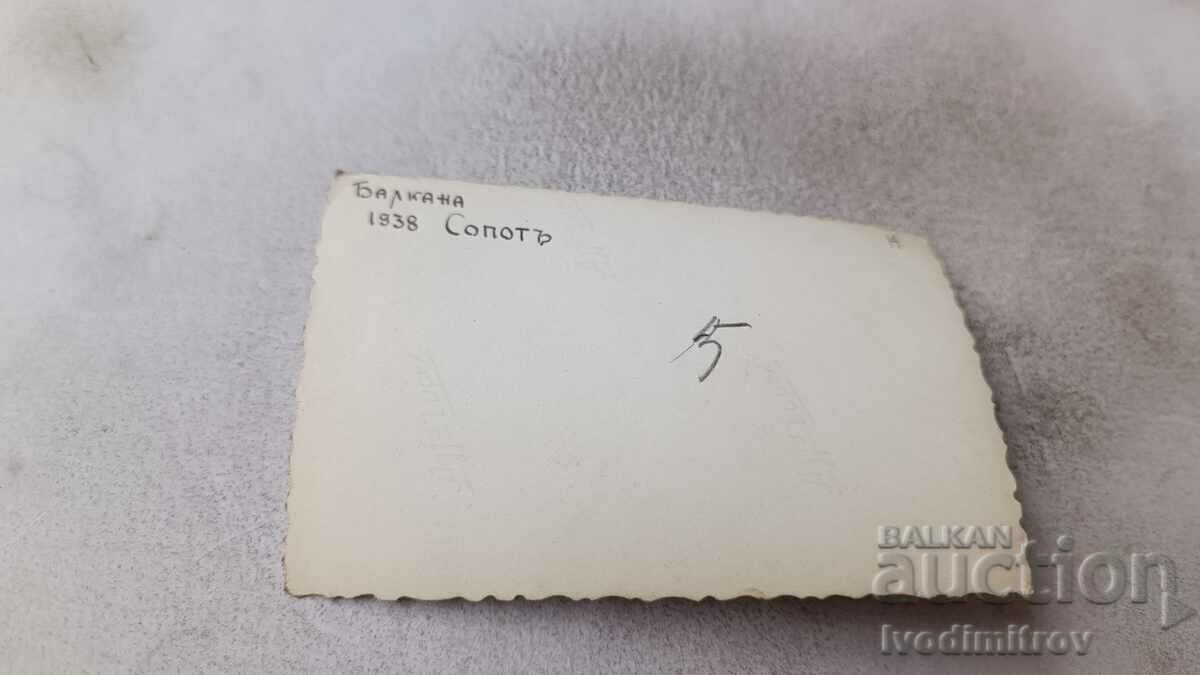 Балкана
1938 Сопотъ
5
BALKAN
auction
Ivodimitrov